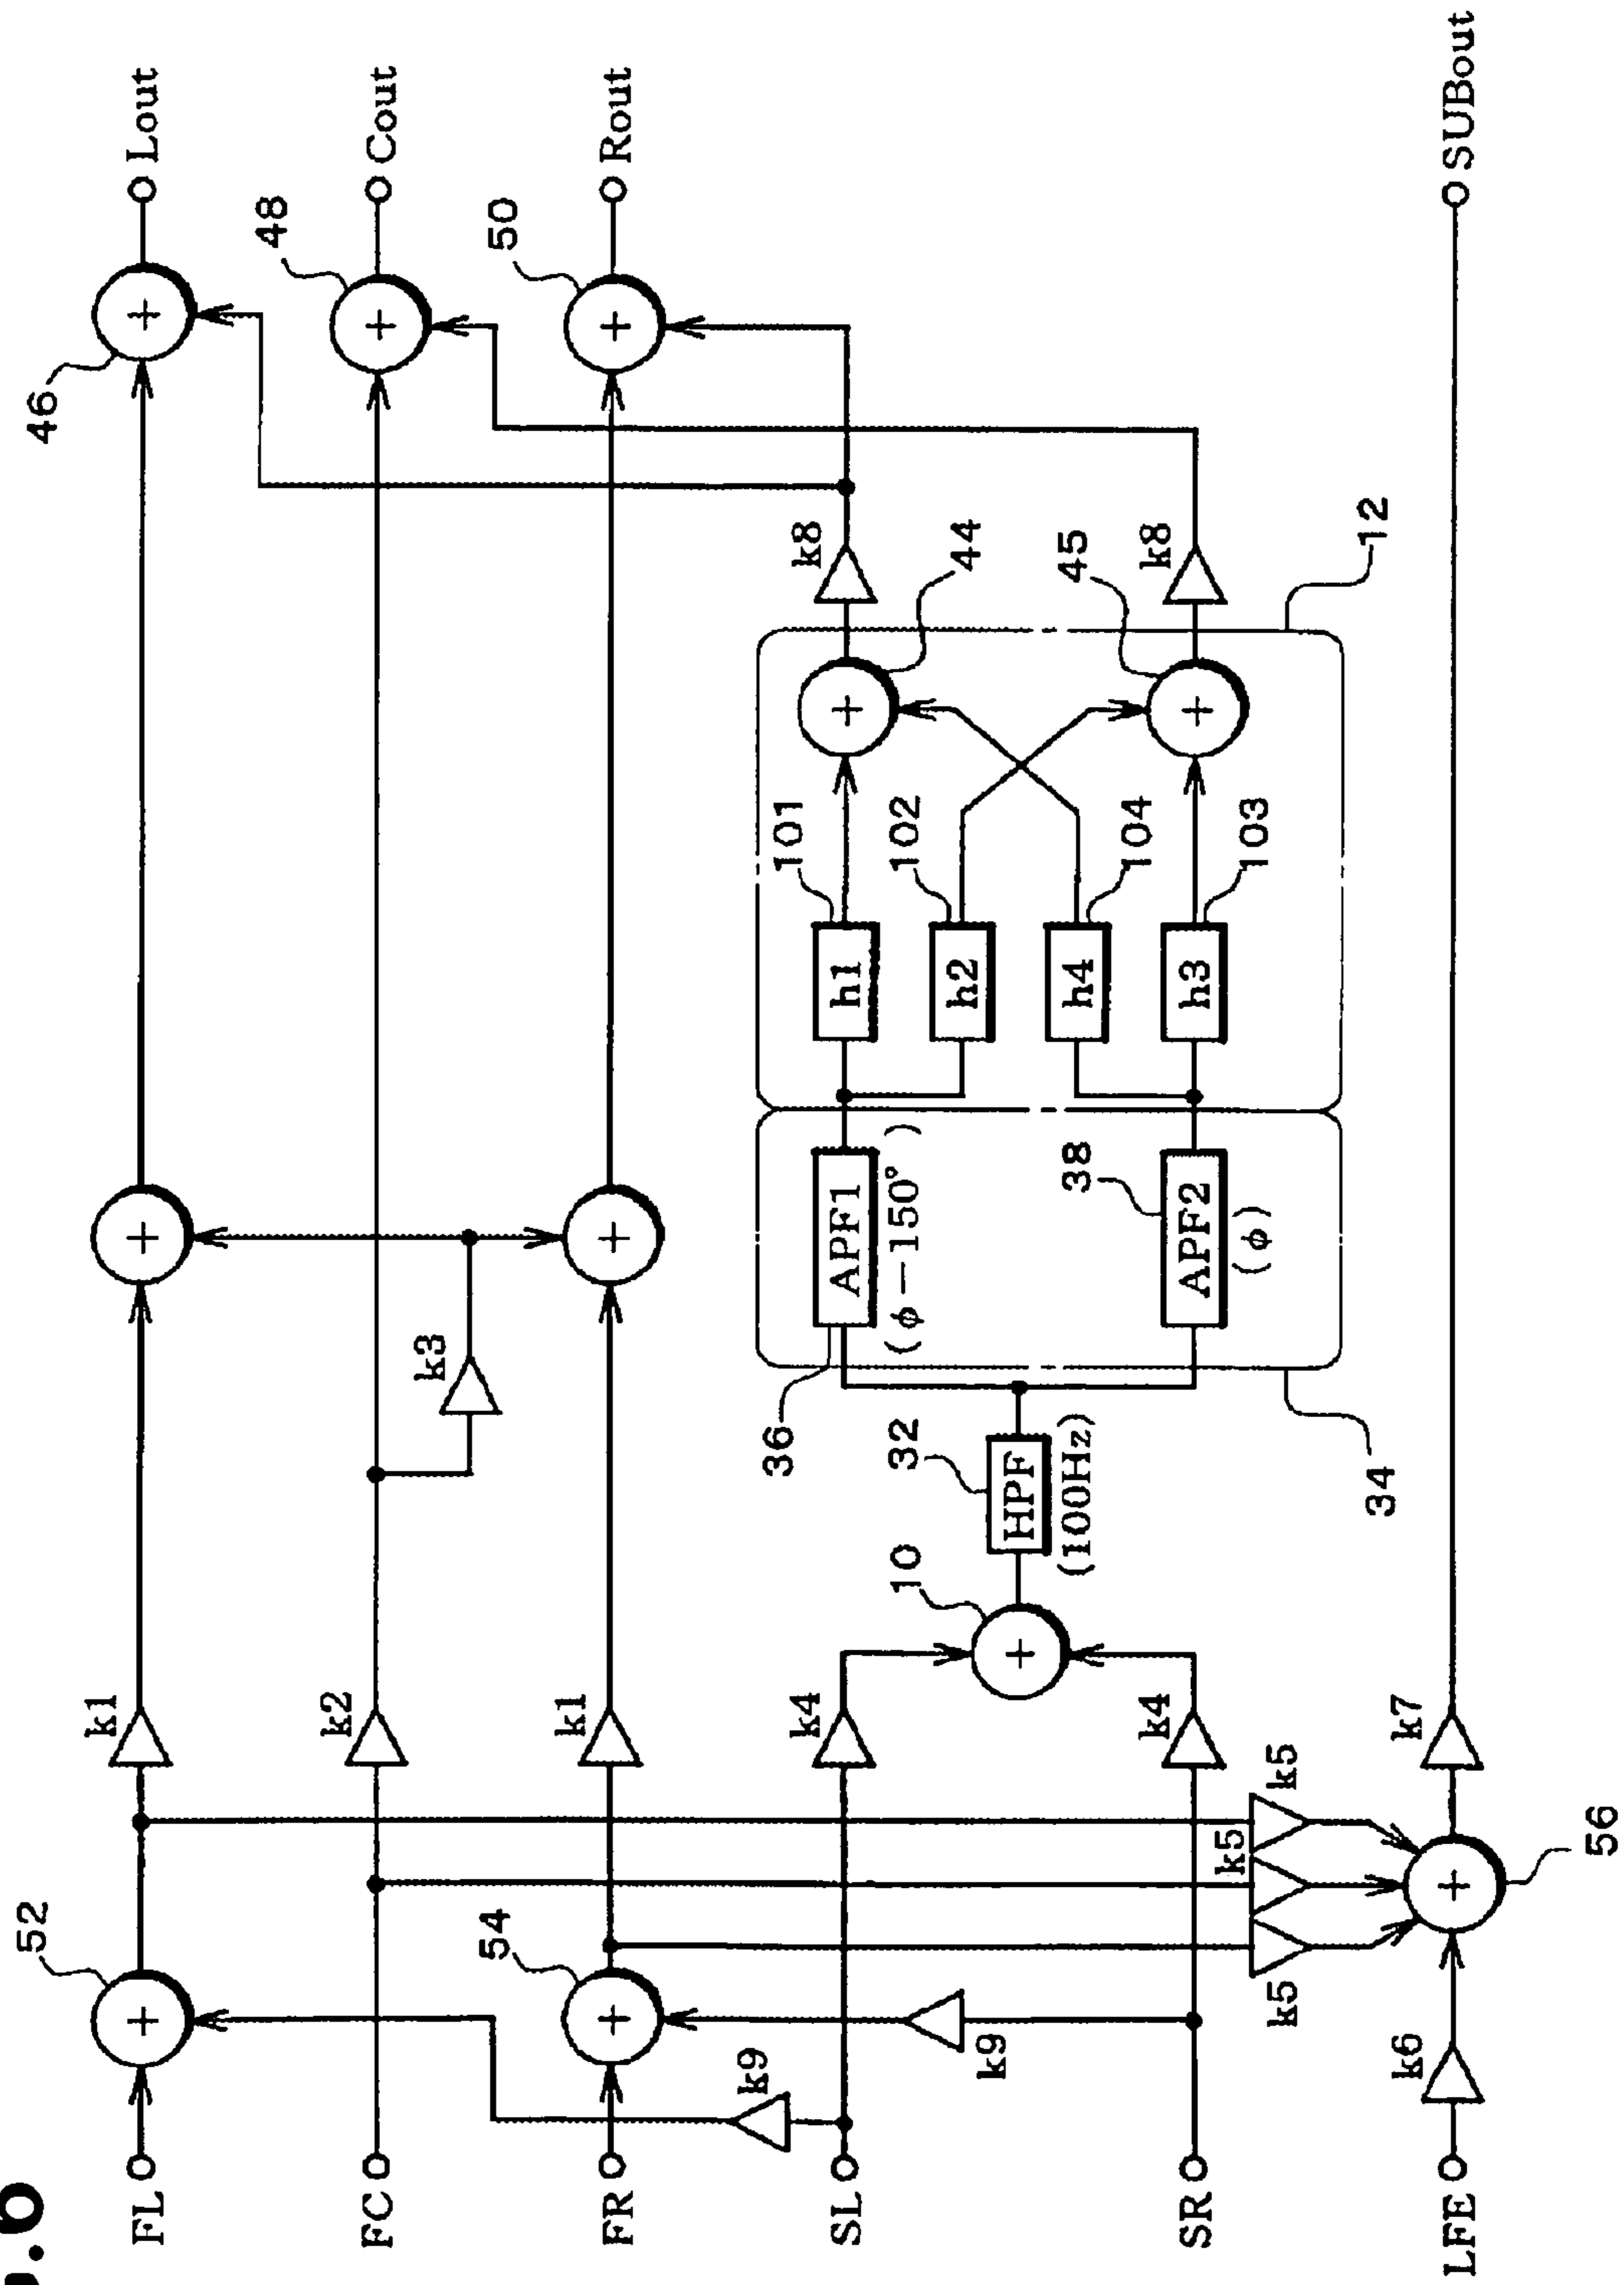 FL
FC
FR
SL
SR
LFE
52
54
k9
k9
k6
k5
k5
k5
56
k1
k2
k1
k4
k4
k7
10
HPF
(100Hz)
32
k3
34
36
APF1
(φ−150°)
38
APF2
(φ)
h1
h2
h4
h3
101
102
104
103
+
+
+
+
+
+
+
+
+
+
+
44
45
12
k8
k8
46
48
50
Lout
Cout
Rout
SUBout